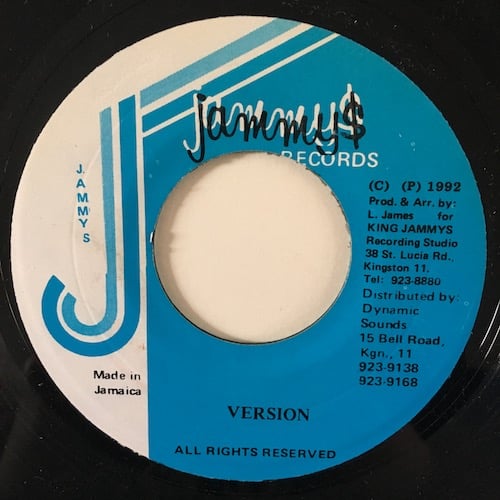 jammy$
RECORDS
J
A
M
M
Y
S
(C) (P) 1992
Prod. & Arr. by:
L. James for
KING JAMMYS
Recording Studio
38 St. Lucia Rd.,
Kingston 11.
Tel: 923-8880
Distributed by:
Dynamic
Sounds
15 Bell Road,
Kgn., 11
923-9138
923-9168
Made in
Jamaica
VERSION
ALL RIGHTS RESERVED